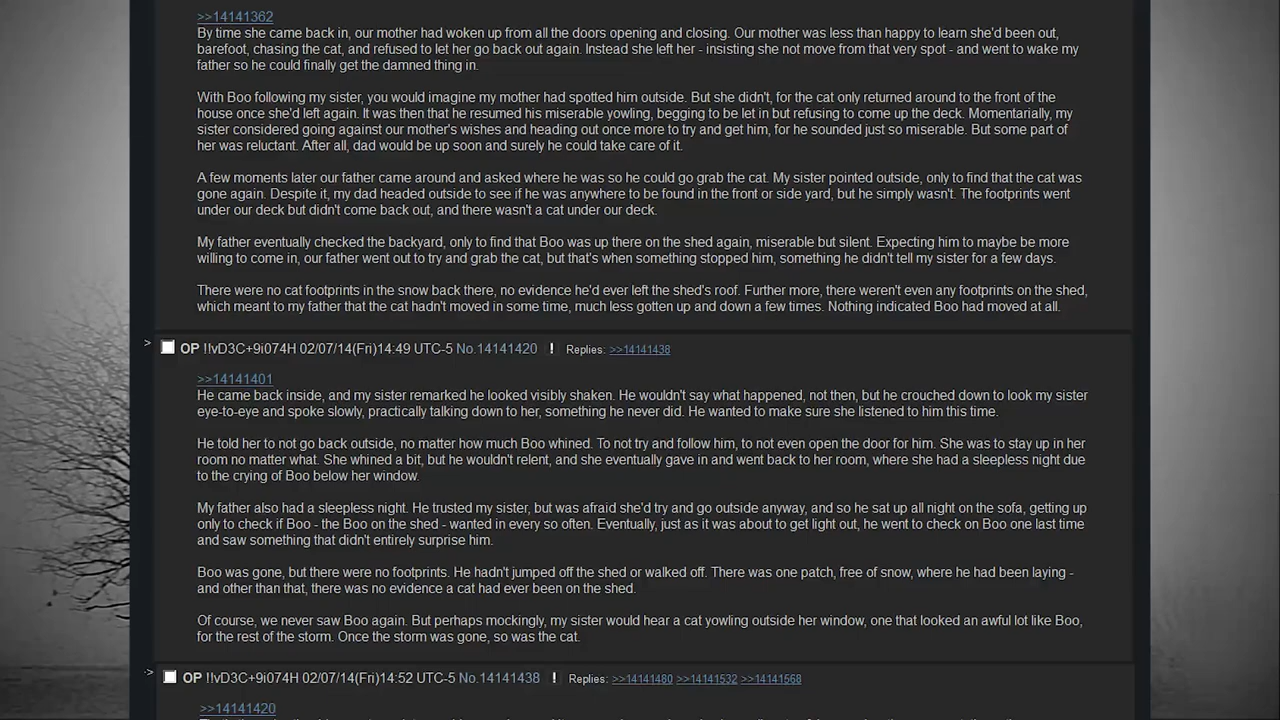 >>14141362
By time she came back in, our mother had woken up from all the doors opening and closing. Our mother was less than happy to learn she'd been out,
barefoot, chasing the cat, and refused to let her go back out again. Instead she left her - insisting she not move from that very spot - and went to wake my
father so he could finally get the damned thing in.
With Boo following my sister, you would imagine my mother had spotted him outside. But she didn't, for the cat only returned around to the front of the
house once she'd left again. It was then that he resumed his miserable yowling, begging to be let in but refusing to come up the deck. Momentarially, my
sister considered going against our mother's wishes and heading out once more to try and get him, for he sounded just so miserable. But some part of
her was reluctant. After all, dad would be up soon and surely he could take care of it.
A few moments later our father came around and asked where he was so he could go grab the cat. My sister pointed outside, only to find that the cat was
gone again. Despite it, my dad headed outside to see if he was anywhere to be found in the front or side yard, but he simply wasn't. The footprints went
under our deck but didn't come back out, and there wasn't a cat under our deck.
My father eventually checked the backyard, only to find that Boo was up there on the shed again, miserable but silent. Expecting him to maybe be more
willing to come in, our father went out to try and grab the cat, but that's when something stopped him, something he didn't tell my sister for a few days.
There were no cat footprints in the snow back there, no evidence he'd ever left the shed's roof. Further more, there weren't even any footprints on the shed,
which meant to my father that the cat hadn't moved in some time, much less gotten up and down a few times. Nothing indicated Boo had moved at all.
> OP !!vD3C+9i074H 02/07/14(Fri)14:49 UTC-5 No.14141420 ! Replies: >>14141438
>>14141401
He came back inside, and my sister remarked he looked visibly shaken. He wouldn't say what happened, not then, but he crouched down to look my sister
eye-to-eye and spoke slowly, practically talking down to her, something he never did. He wanted to make sure she listened to him this time.
He told her to not go back outside, no matter how much Boo whined. To not try and follow him, to not even open the door for him. She was to stay up in her
room no matter what. She whined a bit, but he wouldn't relent, and she eventually gave in and went back to her room, where she had a sleepless night due
to the crying of Boo below her window.
My father also had a sleepless night. He trusted my sister, but was afraid she'd try and go outside anyway, and so he sat up all night on the sofa, getting up
only to check if Boo - the Boo on the shed - wanted in every so often. Eventually, just as it was about to get light out, he went to check on Boo one last time
and saw something that didn't entirely surprise him.
Boo was gone, but there were no footprints. He hadn't jumped off the shed or walked off. There was one patch, free of snow, where he had been laying -
and other than that, there was no evidence a cat had ever been on the shed.
Of course, we never saw Boo again. But perhaps mockingly, my sister would hear a cat yowling outside her window, one that looked an awful lot like Boo,
for the rest of the storm. Once the storm was gone, so was the cat.
> OP !!vD3C+9i074H 02/07/14(Fri)14:52 UTC-5 No.14141438 ! Replies: >>14141480 >>14141532 >>14141568
>>14141420